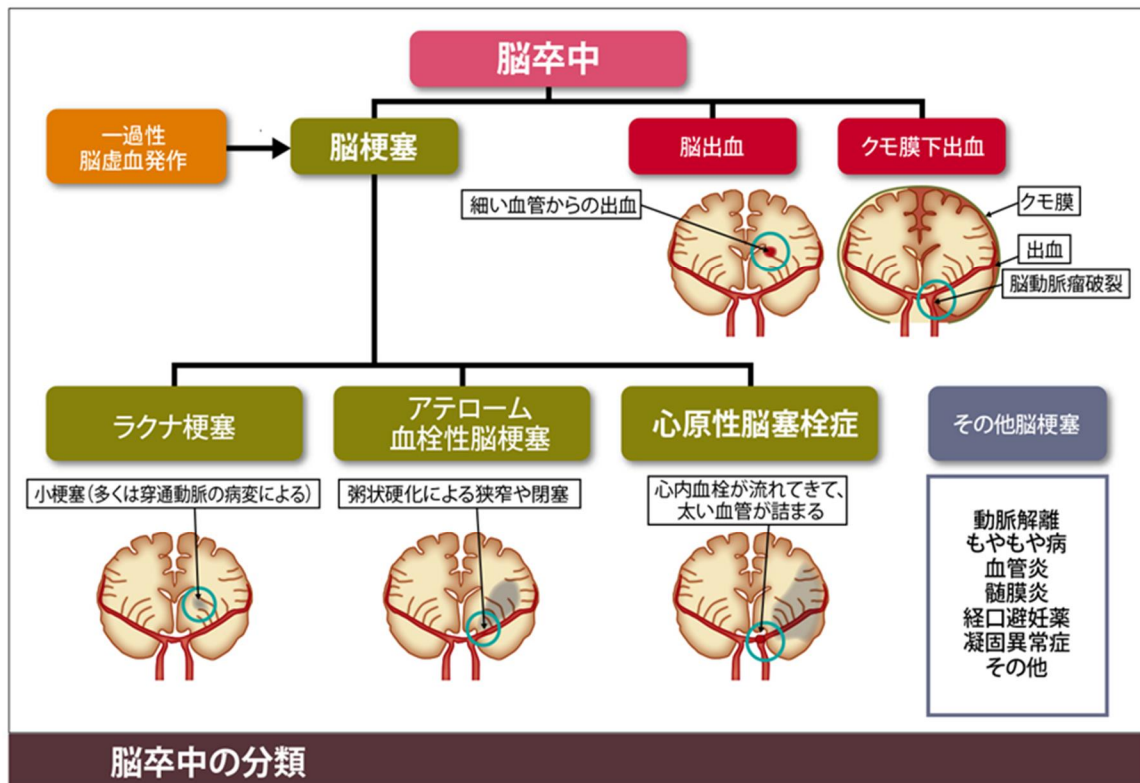 脳卒中
一過性
脳虚血発作
脳梗塞
脳出血
クモ膜下出血
細い血管からの出血
クモ膜
出血
脳動脈瘤破裂
ラクナ梗塞
アテローム
血栓性脳梗塞
心原性脳塞栓症
その他脳梗塞
小梗塞(多くは穿通動脈の病変による)
粥状硬化による狭窄や閉塞
心内血栓が流れてきて、
太い血管が詰まる
動脈解離
もやもや病
血管炎
髄膜炎
経口避妊薬
凝固異常症
その他
脳卒中の分類